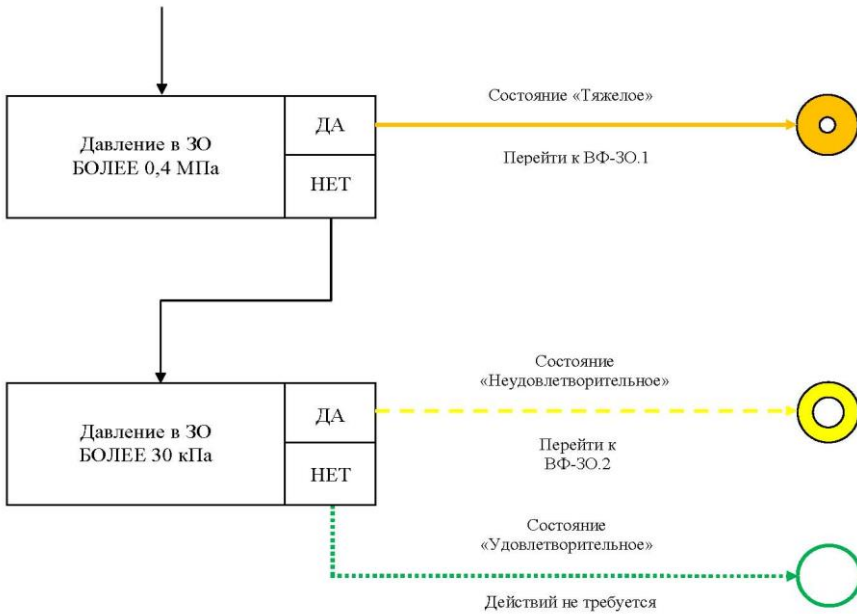 Состояние «Тяжелое»
Давление в ЗО
БОЛЕЕ 0,4 МПа
ДА
НЕТ
Перейти к ВФ-ЗО.1
Состояние
«Неудовлетворительное»
Давление в ЗО
БОЛЕЕ 30 кПа
ДА
НЕТ
Перейти к
ВФ-ЗО.2
Состояние
«Удовлетворительное»
Действий не требуется